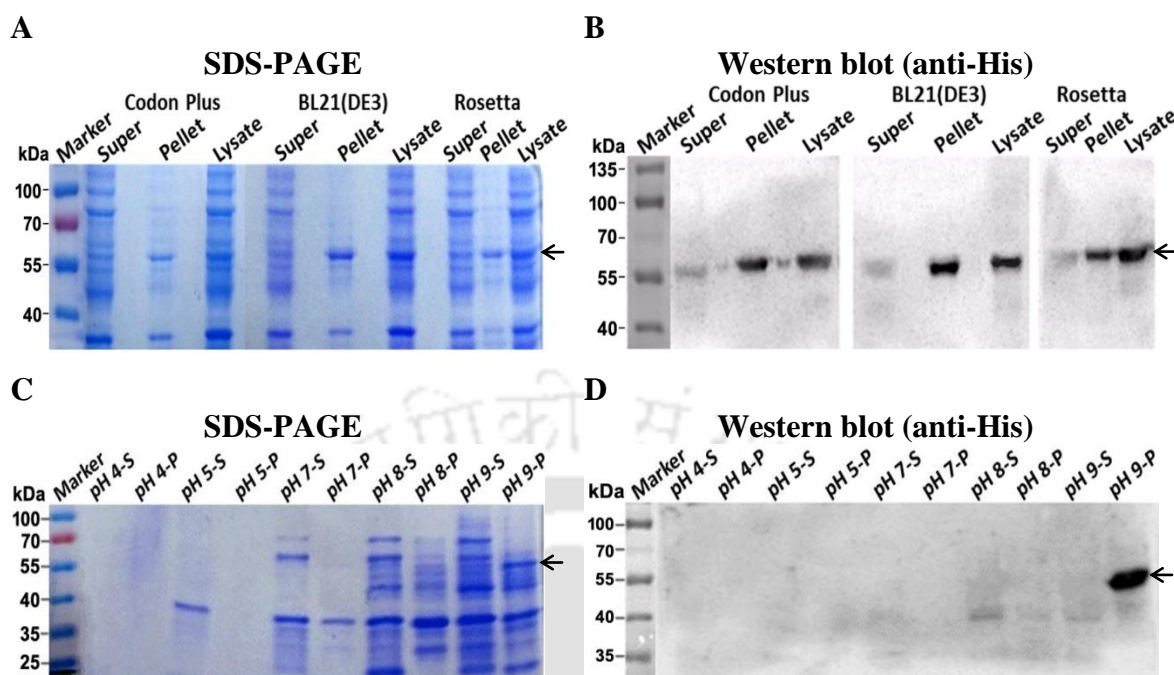 A
SDS-PAGE
Codon Plus BL21(DE3) Rosetta
kDa Marker Super Pellet Lysate Super Pellet Lysate Super Pellet Lysate
100
70
55
40
B
Western blot (anti-His)
Codon Plus BL21(DE3) Rosetta
kDa Marker Super Pellet Lysate Super Pellet Lysate Super Pellet Lysate
135
100
70
55
40
C
SDS-PAGE
kDa Marker pH 4-S pH 4-P pH 5-S pH 5-P pH 7-S pH 7-P pH 8-S pH 8-P pH 9-S pH 9-P
100
70
55
40
35
25
D
Western blot (anti-His)
kDa Marker pH 4-S pH 4-P pH 5-S pH 5-P pH 7-S pH 7-P pH 8-S pH 8-P pH 9-S pH 9-P
100
70
55
40
35